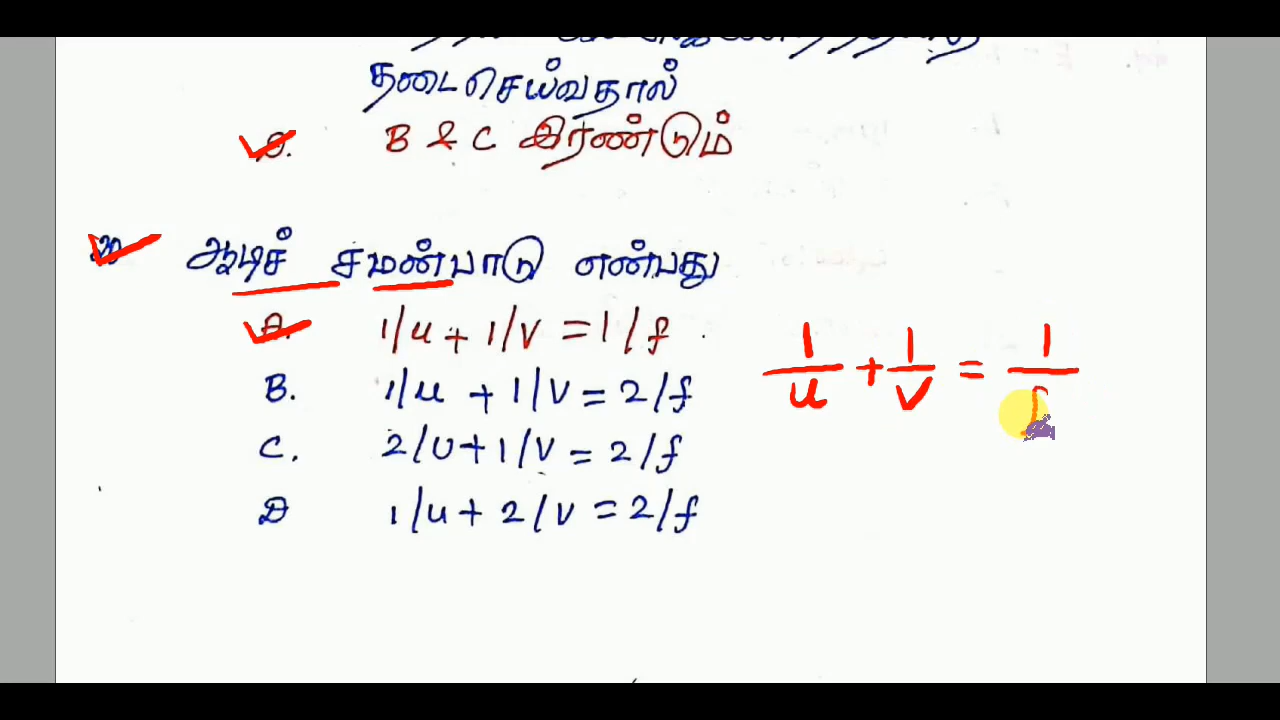 தடைசெய்வதால்
B & C இரண்டும்
ஆடிச் சமன்பாடு என்பது
A. 1/u + 1/v = 1/f
B. 1/u + 1/v = 2/f
C. 2/u + 1/v = 2/f
D 1/u + 2/v = 2/f
1/u + 1/v = 1/f